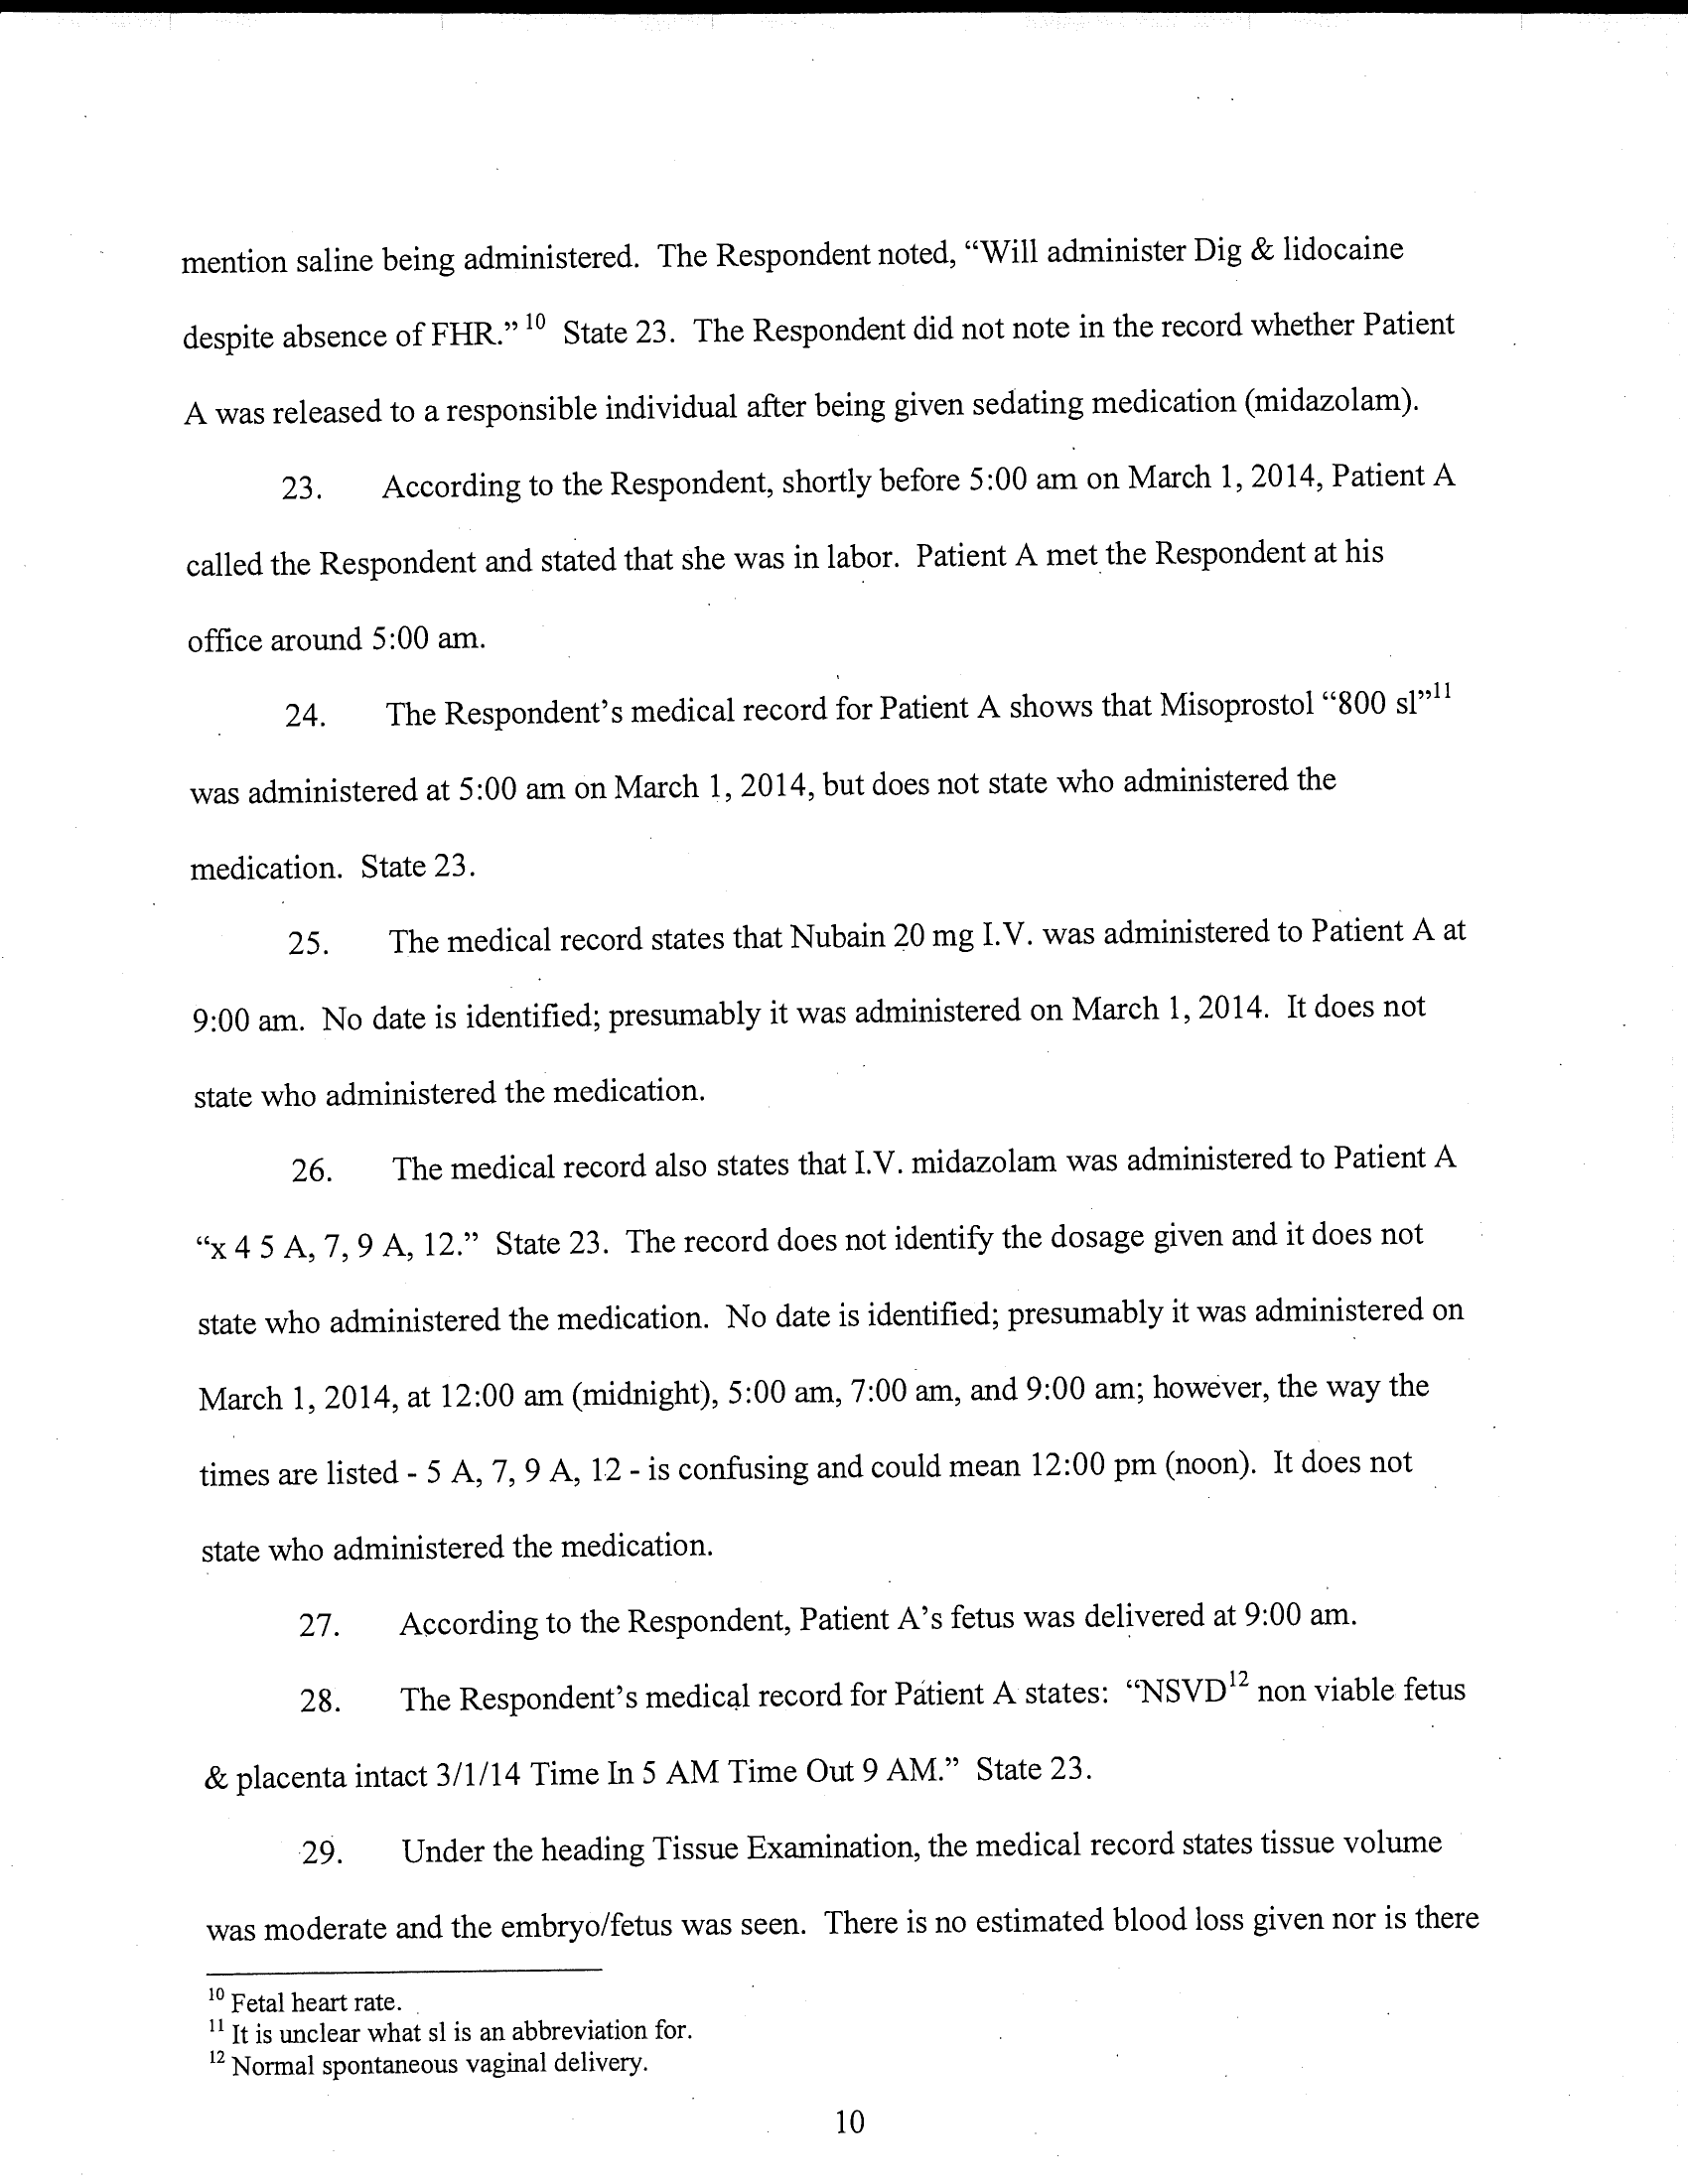 mention saline being administered. The Respondent noted, “Will administer Dig & lidocaine
despite absence of FHR.” 10 State 23. The Respondent did not note in the record whether Patient
A was released to a responsible individual after being given sedating medication (midazolam).
23. According to the Respondent, shortly before 5:00 am on March 1, 2014, Patient A
called the Respondent and stated that she was in labor. Patient A met the Respondent at his
office around 5:00 am.
24. The Respondent’s medical record for Patient A shows that Misoprostol “800 sl”11
was administered at 5:00 am on March 1, 2014, but does not state who administered the
medication. State 23.
25. The medical record states that Nubain 20 mg I.V. was administered to Patient A at
9:00 am. No date is identified; presumably it was administered on March 1, 2014. It does not
state who administered the medication.
26. The medical record also states that I.V. midazolam was administered to Patient A
“x 4 5 A, 7, 9 A, 12.” State 23. The record does not identify the dosage given and it does not
state who administered the medication. No date is identified; presumably it was administered on
March 1, 2014, at 12:00 am (midnight), 5:00 am, 7:00 am, and 9:00 am; however, the way the
times are listed - 5 A, 7, 9 A, 12 - is confusing and could mean 12:00 pm (noon). It does not
state who administered the medication.
27. According to the Respondent, Patient A’s fetus was delivered at 9:00 am.
28. The Respondent’s medical record for Patient A states: “NSVD12 non viable fetus
& placenta intact 3/1/14 Time In 5 AM Time Out 9 AM.” State 23.
29. Under the heading Tissue Examination, the medical record states tissue volume
was moderate and the embryo/fetus was seen. There is no estimated blood loss given nor is there
10 Fetal heart rate.
11 It is unclear what sl is an abbreviation for.
12 Normal spontaneous vaginal delivery.
10